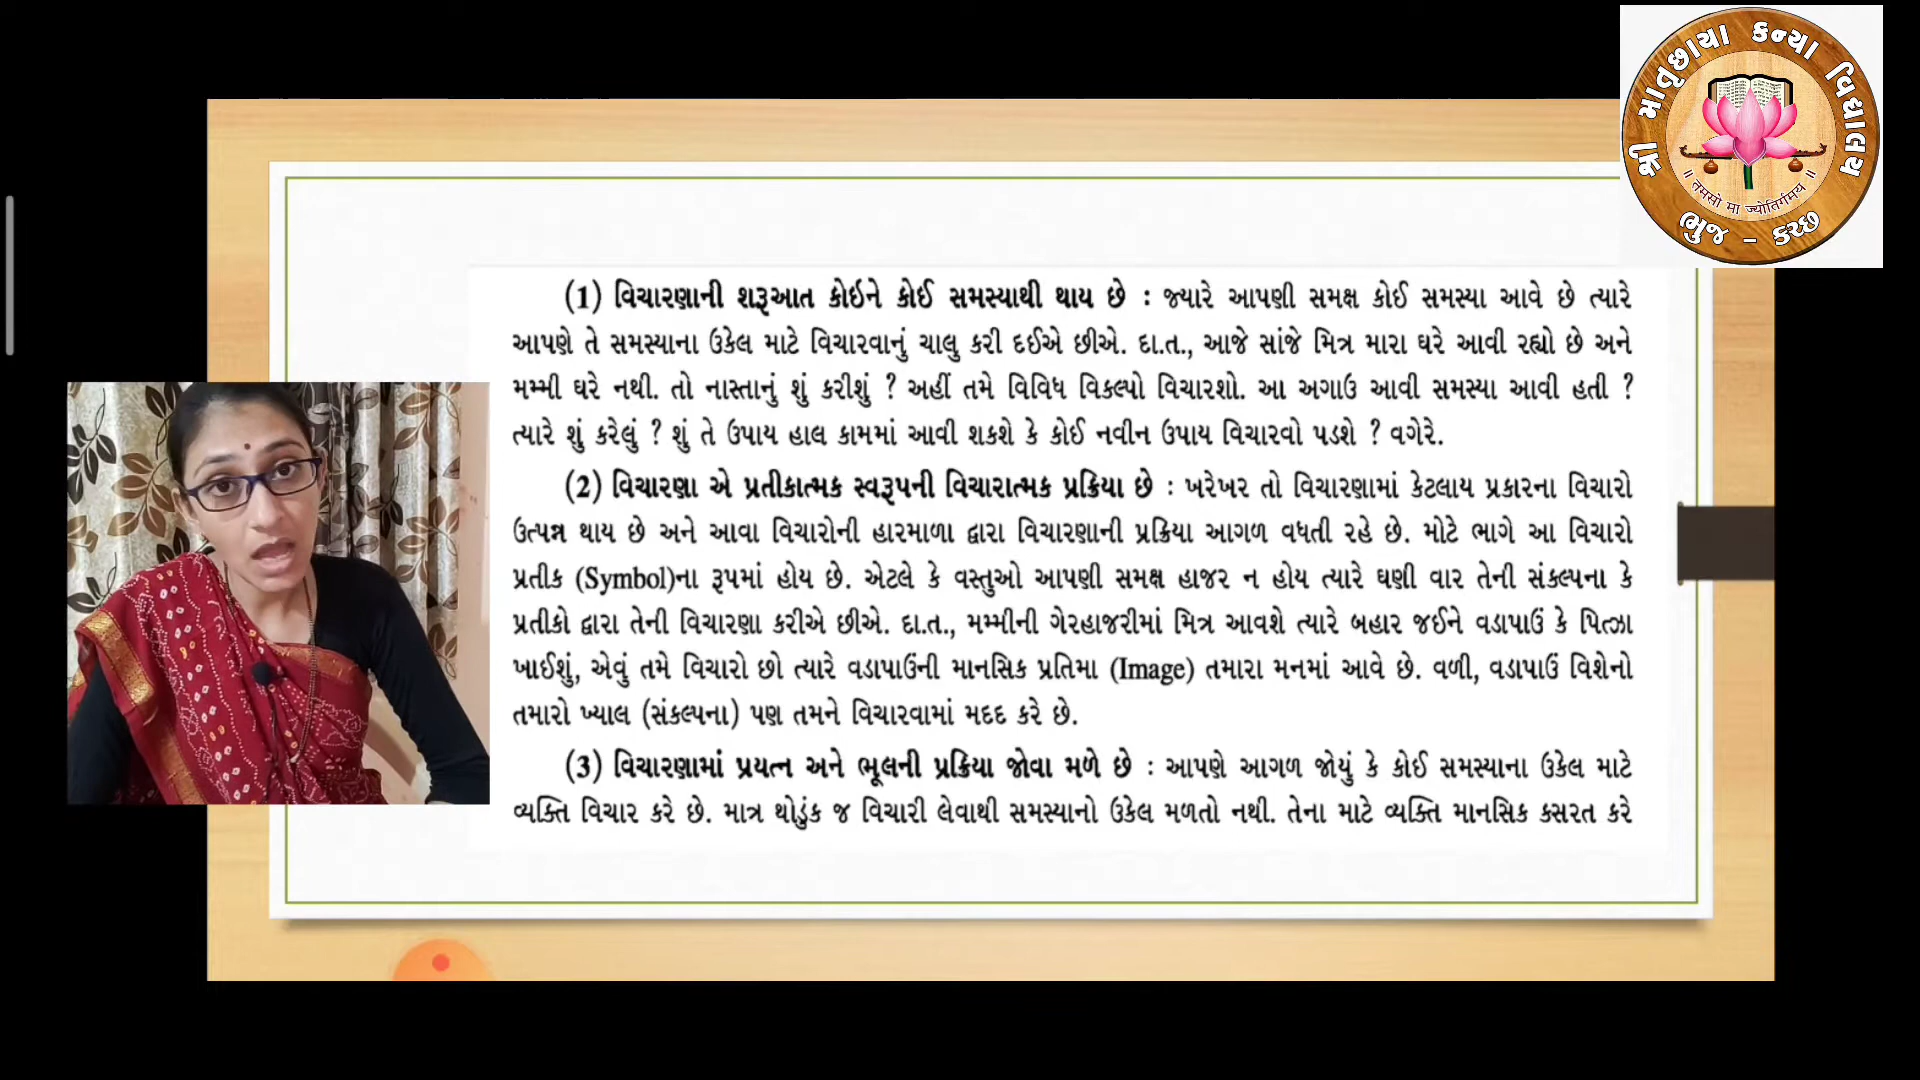 શ્રી માતૃછાયા કન્યા વિદ્યાલય
॥ તમસો મા જ્યોતિર્ગમય ॥
ભુજ - કચ્છ
(1) વિચારણાની શરૂઆત કોઇને કોઈ સમસ્યાથી થાય છે : જ્યારે આપણી સમક્ષ કોઈ સમસ્યા આવે છે ત્યારે
આપણે તે સમસ્યાના ઉકેલ માટે વિચારવાનું ચાલુ કરી દઈએ છીએ. દા.ત., આજે સાંજે મિત્ર મારા ઘરે આવી રહ્યો છે અને
મમ્મી ઘરે નથી. તો નાસ્તાનું શું કરીશું ? અહીં તમે વિવિધ વિકલ્પો વિચારશો. આ અગાઉ આવી સમસ્યા આવી હતી ?
ત્યારે શું કરેલું ? શું તે ઉપાય હાલ કામમાં આવી શકશે કે કોઈ નવીન ઉપાય વિચારવો પડશે ? વગેરે.
(2) વિચારણા એ પ્રતીકાત્મક સ્વરૂપની વિચારાત્મક પ્રક્રિયા છે : ખરેખર તો વિચારણામાં કેટલાય પ્રકારના વિચારો
ઉત્પન્ન થાય છે અને આવા વિચારોની હારમાળા દ્વારા વિચારણાની પ્રક્રિયા આગળ વધતી રહે છે. મોટે ભાગે આ વિચારો
પ્રતીક (Symbol)ના રૂપમાં હોય છે. એટલે કે વસ્તુઓ આપણી સમક્ષ હાજર ન હોય ત્યારે ઘણી વાર તેની સંકલ્પના કે
પ્રતીકો દ્વારા તેની વિચારણા કરીએ છીએ. દા.ત., મમ્મીની ગેરહાજરીમાં મિત્ર આવશે ત્યારે બહાર જઈને વડાપાઉં કે પિત્ઝા
ખાઈશું, એવું તમે વિચારો છો ત્યારે વડાપાઉંની માનસિક પ્રતિમા (Image) તમારા મનમાં આવે છે. વળી, વડાપાઉં વિશેનો
તમારો ખ્યાલ (સંકલ્પના) પણ તમને વિચારવામાં મદદ કરે છે.
(3) વિચારણામાં પ્રયત્ન અને ભૂલની પ્રક્રિયા જોવા મળે છે : આપણે આગળ જોયું કે કોઈ સમસ્યાના ઉકેલ માટે
વ્યક્તિ વિચાર કરે છે. માત્ર થોડુંક જ વિચારી લેવાથી સમસ્યાનો ઉકેલ મળતો નથી. તેના માટે વ્યક્તિ માનસિક કસરત કરે